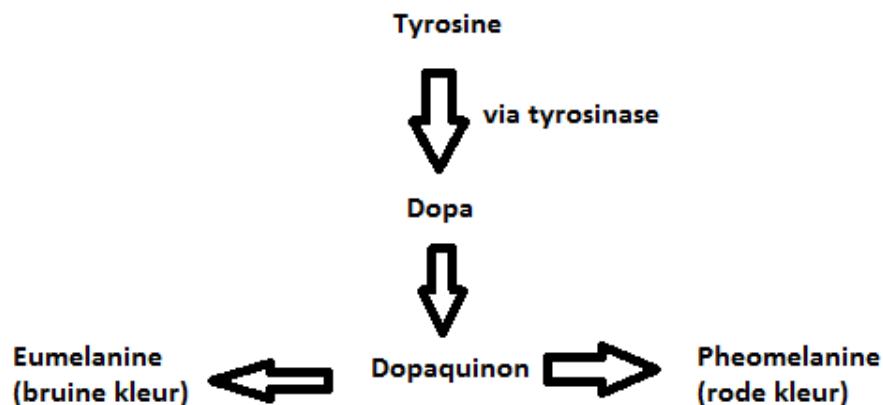 Tyrosine
via tyrosinase
Dopa
Eumelanine
(bruine kleur)
Dopaquinon
Pheomelanine
(rode kleur)